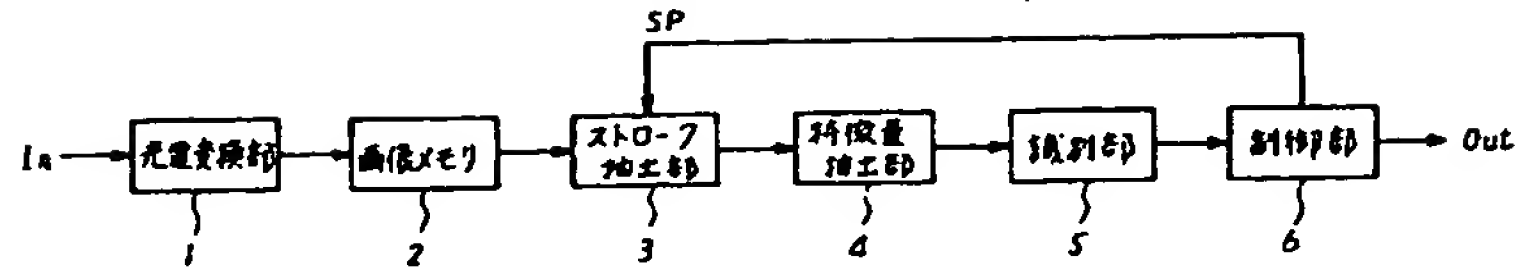 SP
In
光電変換部
画像メモリ
ストローク
抽出部
特徴量
抽出部
識別部
制御部
Out
1
2
3
4
5
6